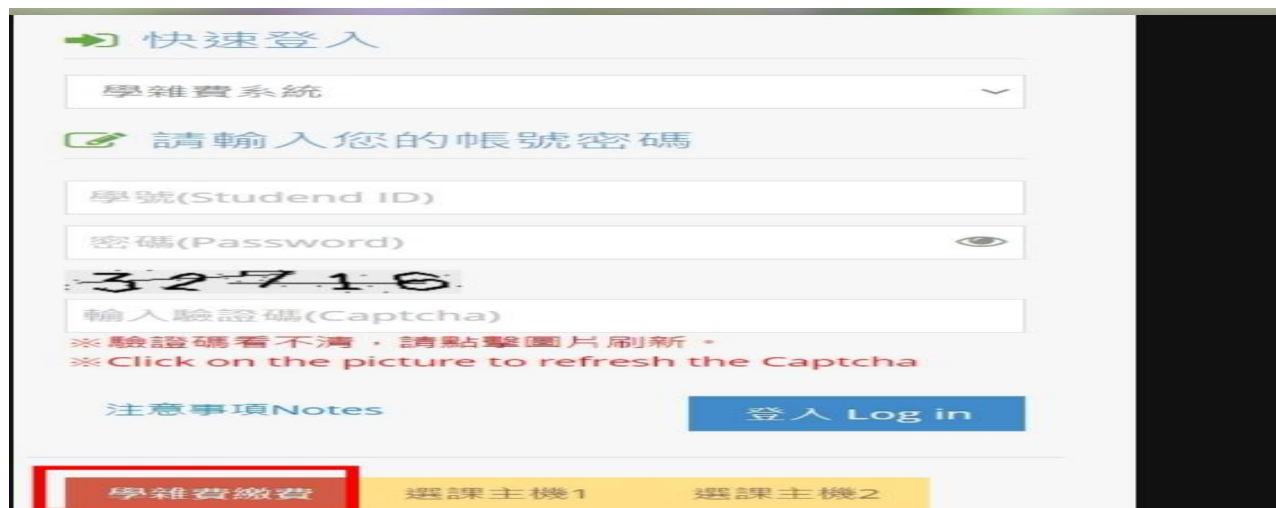 快速登入
學雜費系統
請輸入您的帳號密碼
學號(Studend ID)
密碼(Password)
32716
輸入驗證碼(Captcha)
※驗證碼看不清，請點擊圖片刷新。
※Click on the picture to refresh the Captcha
注意事項Notes
登入 Log in
學雜費繳費 選課主機1 選課主機2